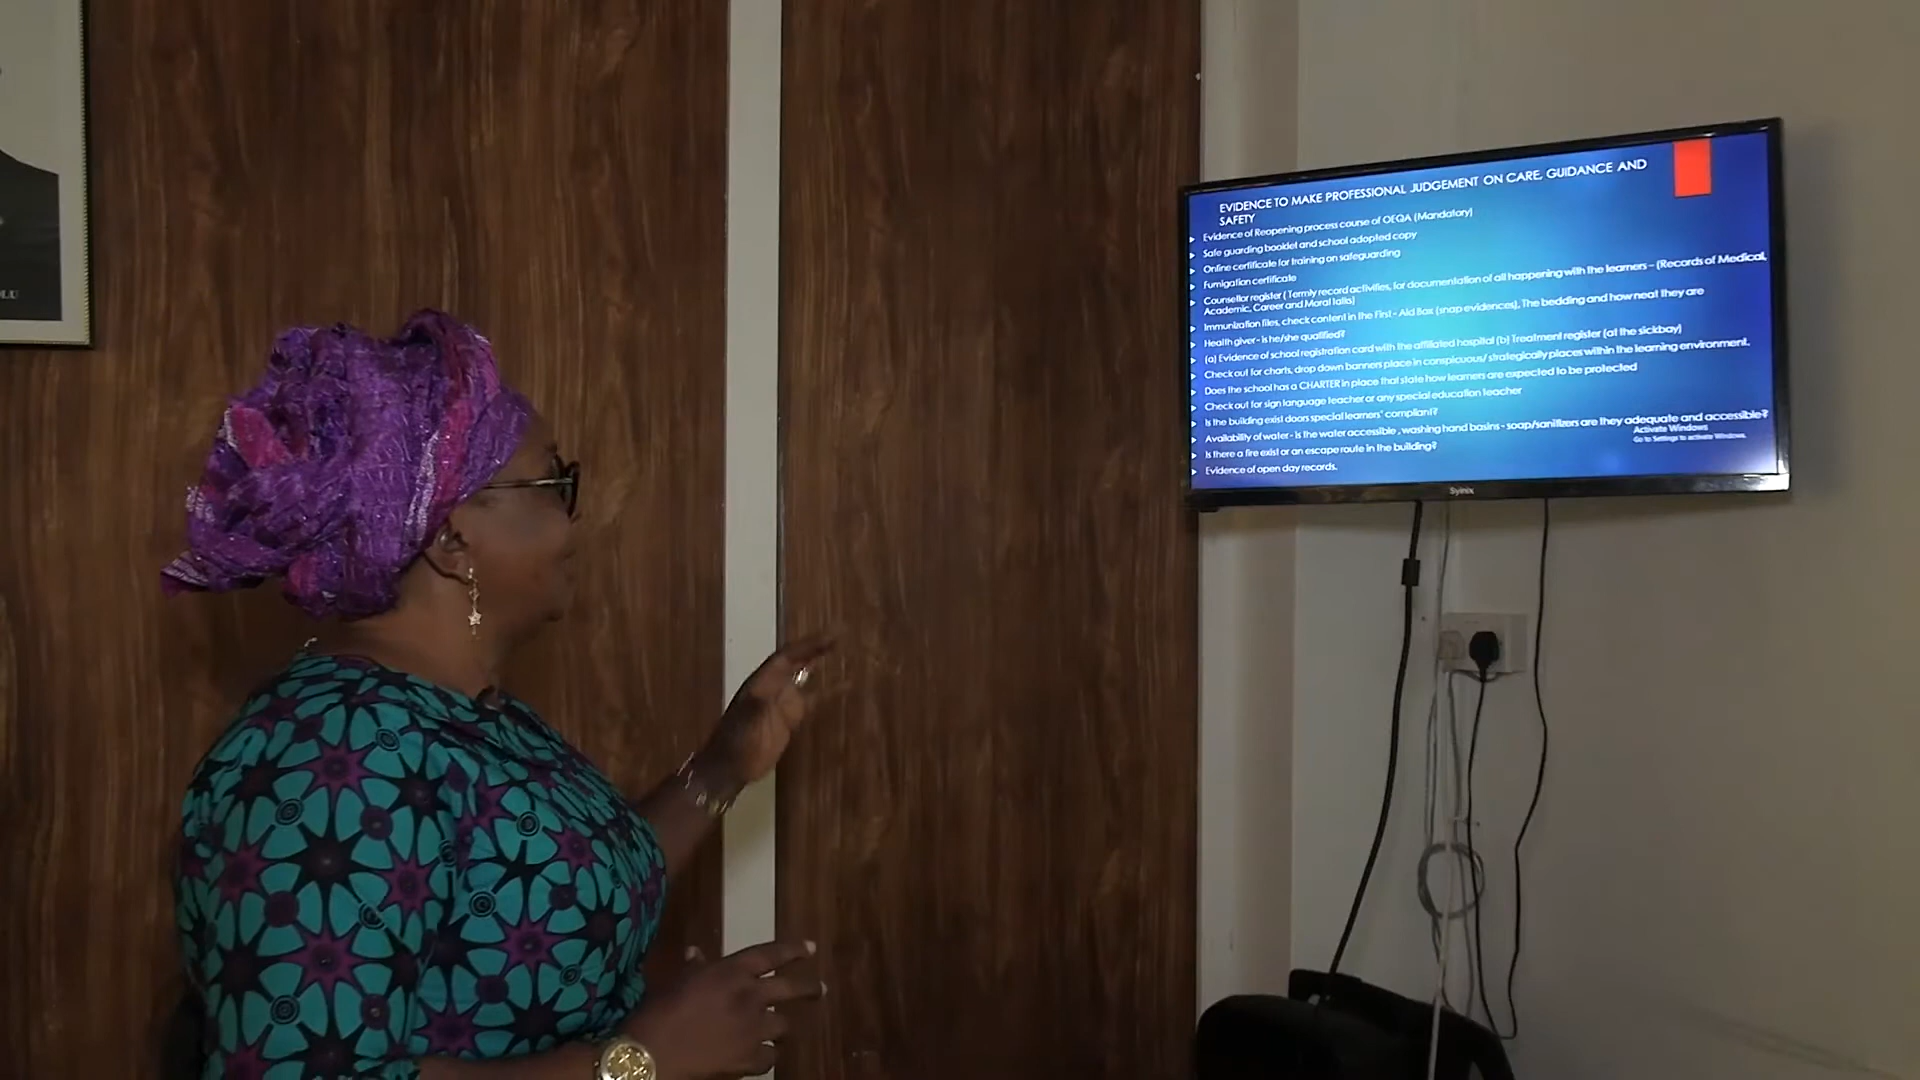 EVIDENCE TO MAKE PROFESSIONAL JUDGEMENT ON CARE, GUIDANCE AND
SAFETY
Evidence of Reopening process course of OEQA (Mandatory)
Safe guarding booklet and school adopted copy
Online certificate for training on safeguarding
Fumigation certificate
Counsellor register ( Termly record activities, for documentation of all happening with the learners – (Records of Medical,
Academic, Career and Moral talks)
Immunization files, check content in the First - Aid Box (snap evidences), The bedding and how neat they are
Health giver - is he/she qualified?
(a) Evidence of school registration card with the affiliated hospital (b) Treatment register (at the sickbay)
Check out for charts, drop down banners place in conspicuous/ strategically places within the learning environment.
Does the school has a CHARTER in place that state how learners are expected to be protected
Check out for sign language teacher or any special education teacher
Is the building exist doors special learners' compliant?
Availability of water - is the water accessible , washing hand basins - soap/sanitizers are they adequate and accessible?
Is there a fire exist or an escape route in the building?
Evidence of open day records.
Activate Windows
Go to Settings to activate Windows.
Syinix